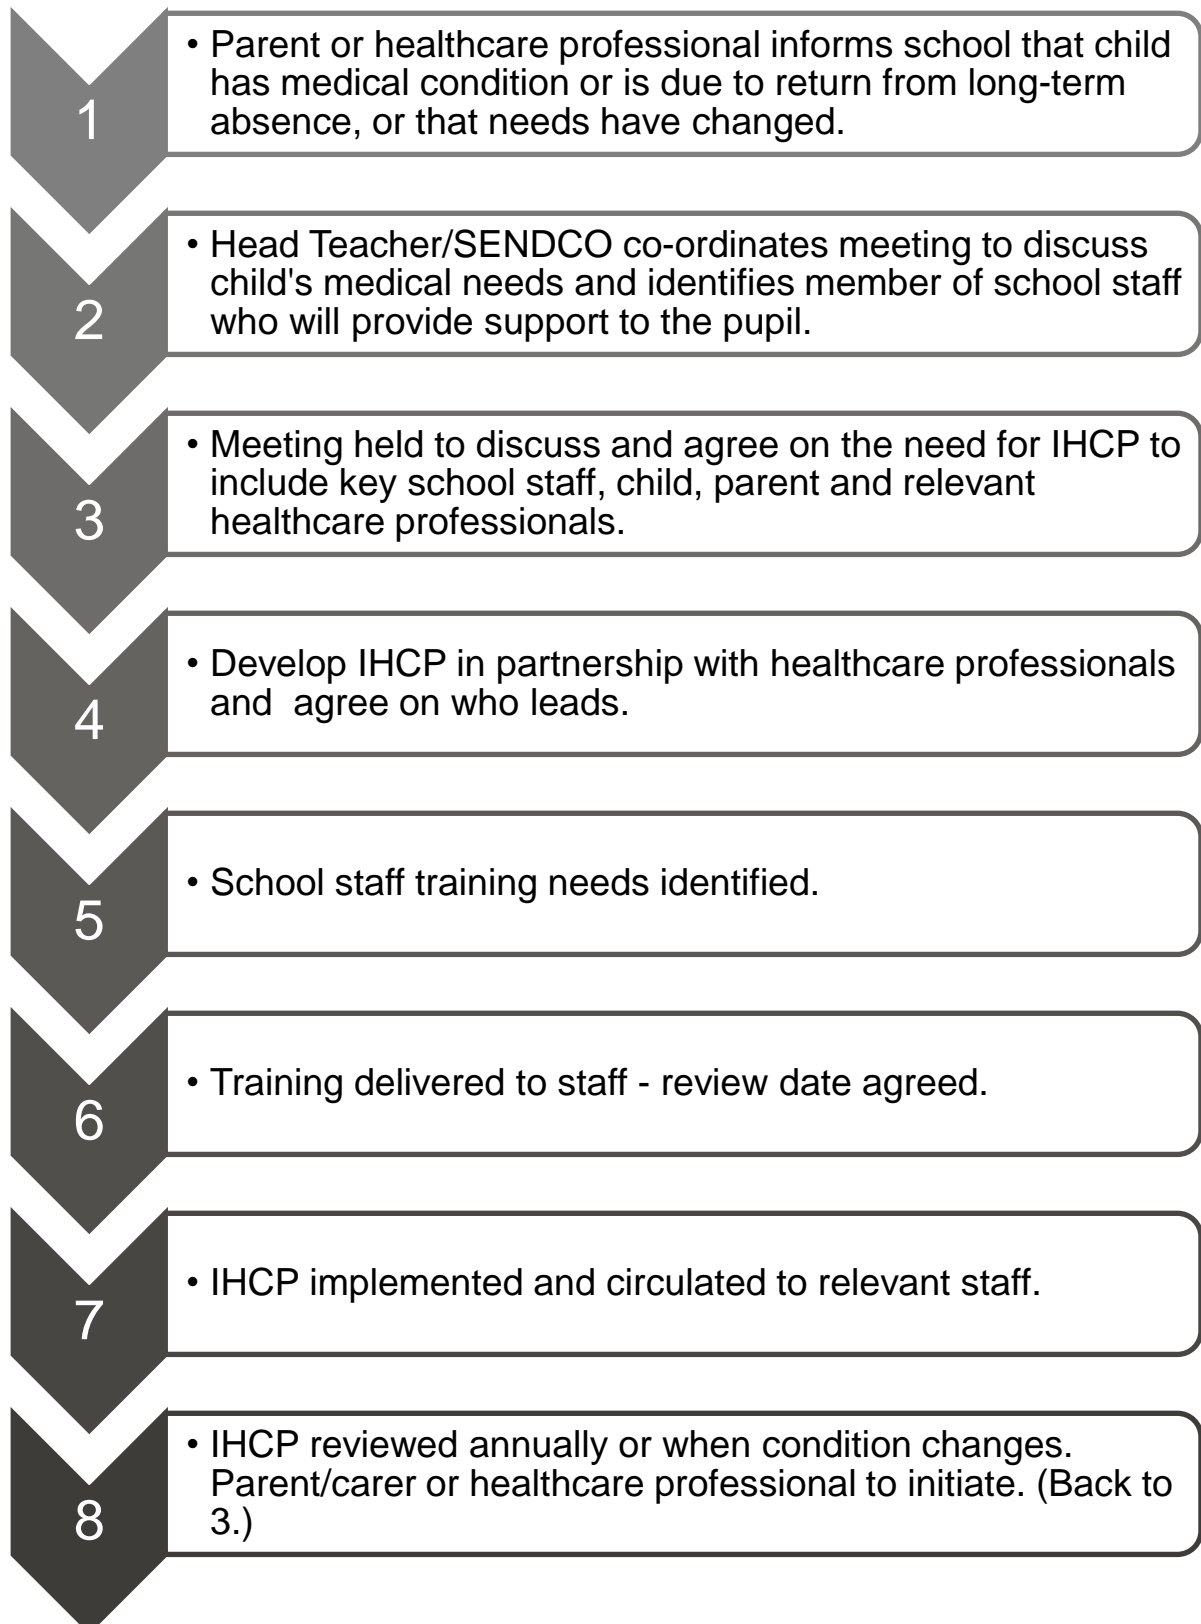 1
• Parent or healthcare professional informs school that child
has medical condition or is due to return from long-term
absence, or that needs have changed.
2
• Head Teacher/SENDCO co-ordinates meeting to discuss
child's medical needs and identifies member of school staff
who will provide support to the pupil.
3
• Meeting held to discuss and agree on the need for IHCP to
include key school staff, child, parent and relevant
healthcare professionals.
4
• Develop IHCP in partnership with healthcare professionals
and  agree on who leads.
5
• School staff training needs identified.
6
• Training delivered to staff - review date agreed.
7
• IHCP implemented and circulated to relevant staff.
8
• IHCP reviewed annually or when condition changes.
Parent/carer or healthcare professional to initiate. (Back to
3.)